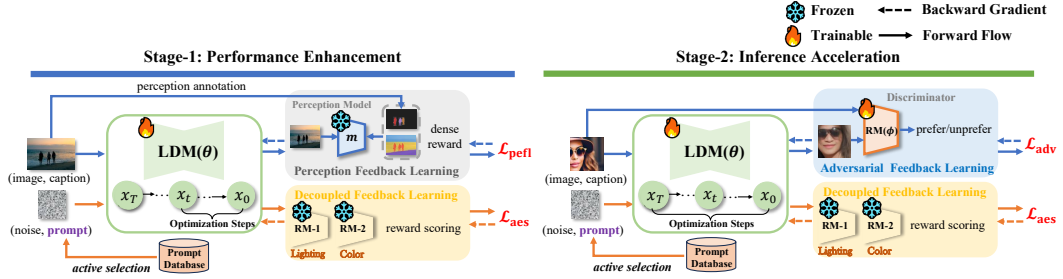 Frozen
Backward Gradient
Trainable
Forward Flow
Stage-1: Performance Enhancement
perception annotation
Perception Model
m
dense
reward
LDM(θ)
(image, caption)
Perception Feedback Learning
𝓛pefl
x_T
x_t
x_0
Optimization Steps
(noise, prompt)
Decoupled Feedback Learning
RM-1
RM-2
reward scoring
Lighting
Color
𝓛aes
active selection
Prompt
Database
Stage-2: Inference Acceleration
Discriminator
RM(ϕ)
prefer/unprefer
LDM(θ)
(image, caption)
Adversarial Feedback Learning
𝓛adv
x_T
x_t
x_0
Optimization Steps
(noise, prompt)
Decoupled Feedback Learning
RM-1
RM-2
reward scoring
Lighting
Color
𝓛aes
active selection
Prompt
Database